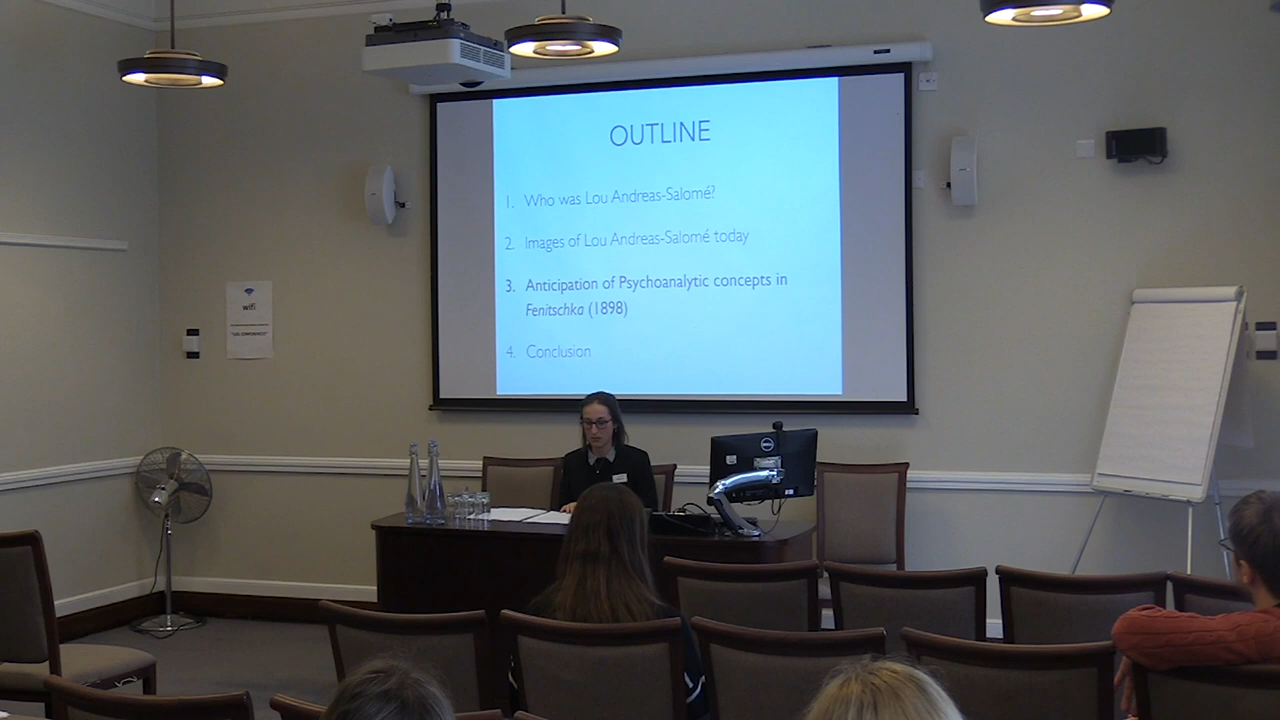 OUTLINE
1. Who was Lou Andreas-Salomé?
2. Images of Lou Andreas-Salomé today
3. Anticipation of Psychoanalytic concepts in
Fenitschka (1898)
4. Conclusion
wifi
DELL